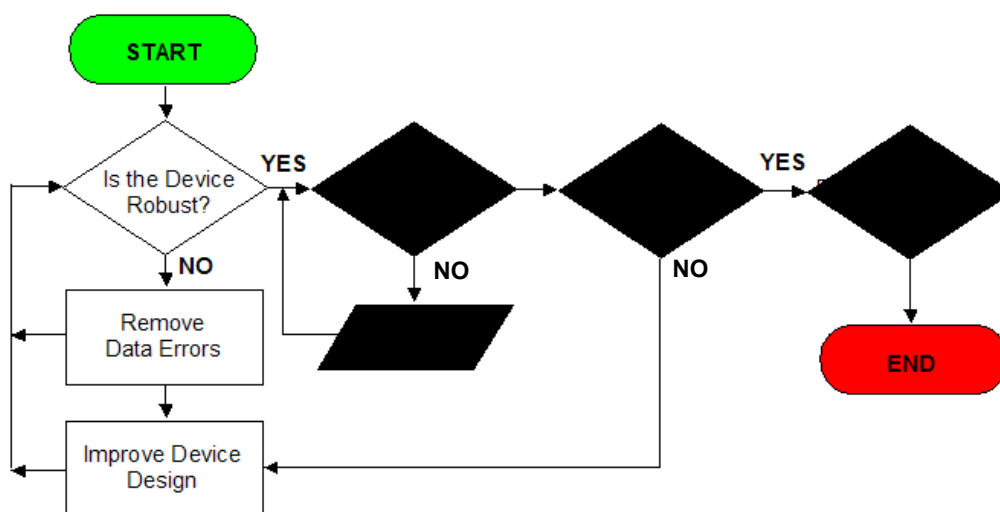 START
Is the Device
Robust?
YES
YES
NO
NO
NO
Remove
Data Errors
Improve Device
Design
END